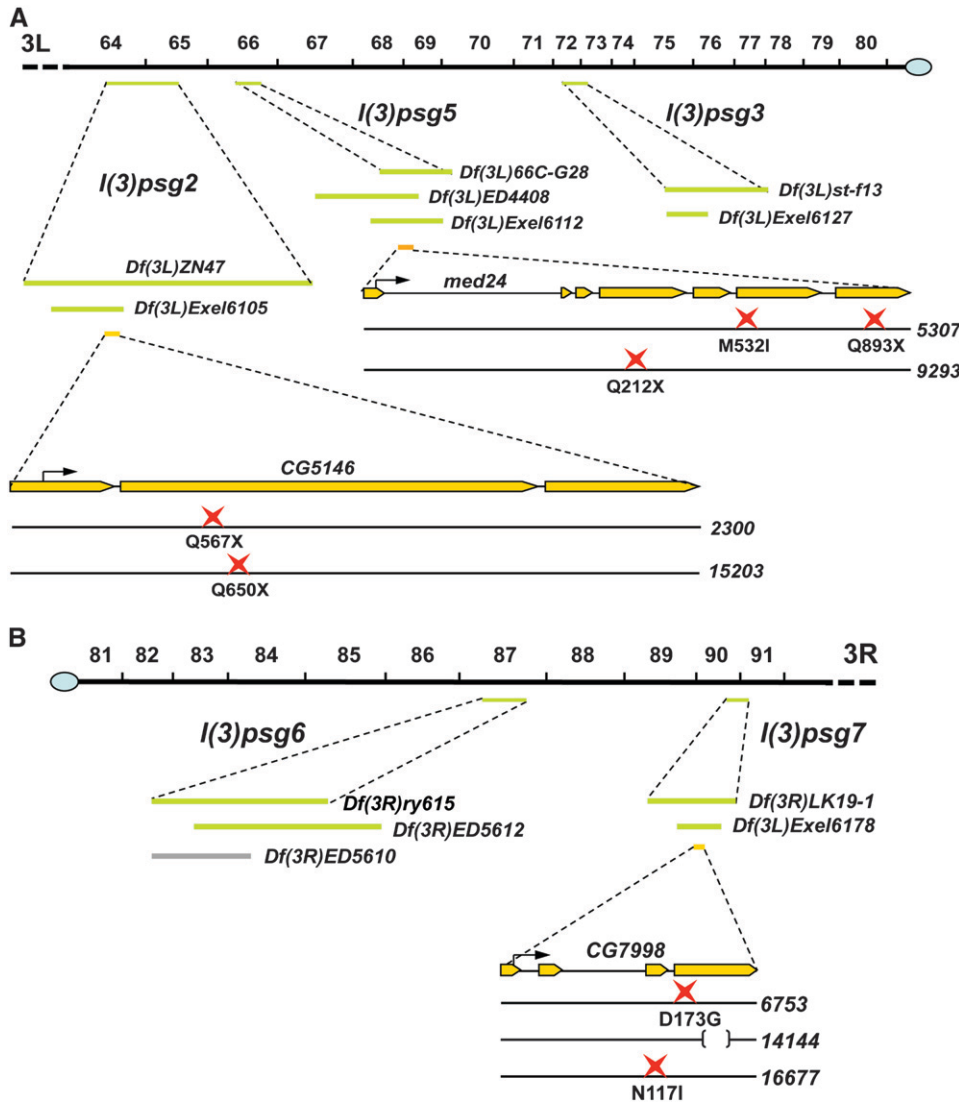 A
3L 64 65 66 67 68 69 70 71 72 73 74 75 76 77 78 79 80
l(3)psg5 l(3)psg3
l(3)psg2
Df(3L)66C-G28
Df(3L)st-f13
Df(3L)ED4408
Df(3L)Exel6127
Df(3L)Exel6112
Df(3L)ZN47
med24
Df(3L)Exel6105
M532I Q893X 5307
Q212X 9293
CG5146
Q567X 2300
Q650X 15203
B
81 82 83 84 85 86 87 88 89 90 91 3R
l(3)psg6 l(3)psg7
Df(3R)ry615 Df(3R)LK19-1
Df(3R)ED5612 Df(3L)Exel6178
Df(3R)ED5610
CG7998
6753
D173G
14144
16677
N117I